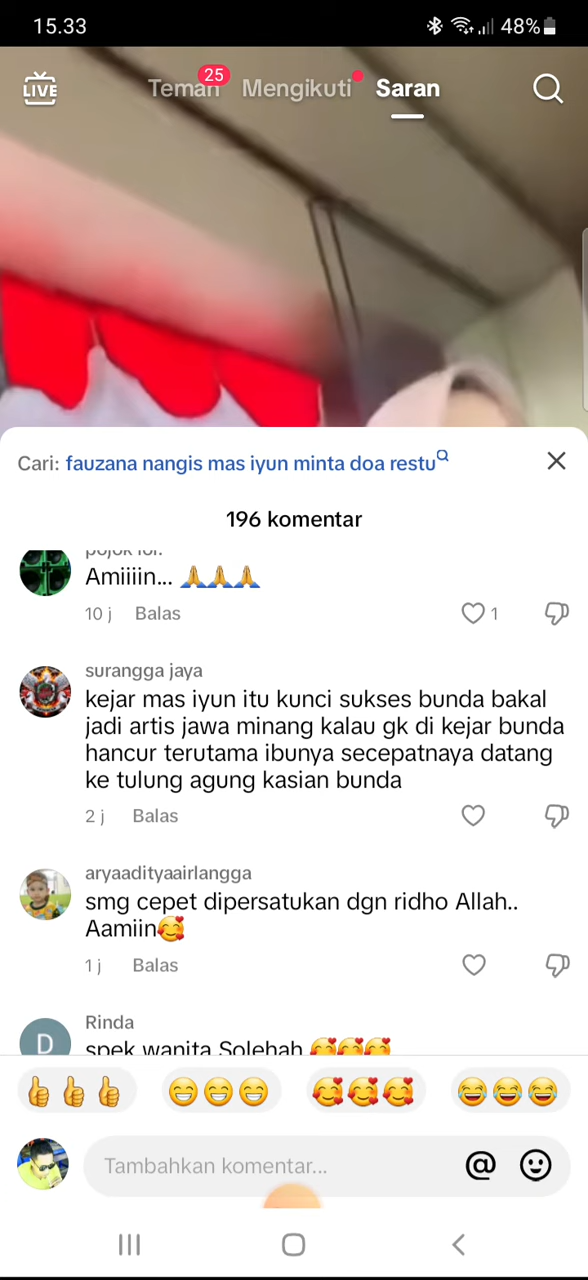 15.33
48%
LIVE
Teman
25
Mengikuti
Saran
Cari: fauzana nangis mas iyun minta doa restu
196 komentar
Amiiiin... 🙏🙏🙏
10 j Balas
1
surangga jaya
kejar mas iyun itu kunci sukses bunda bakal
jadi artis jawa minang kalau gk di kejar bunda
hancur terutama ibunya secepatnaya datang
ke tulung agung kasian bunda
2 j Balas
aryaadityaairlangga
smg cepet dipersatukan dgn ridho Allah..
Aamiin🥰
1 j Balas
Rinda
D
spek wanita Solehah 🥰🥰🥰
👍👍👍 😁😁😁 🥰🥰🥰 😂😂😂
Tambahkan komentar...
@